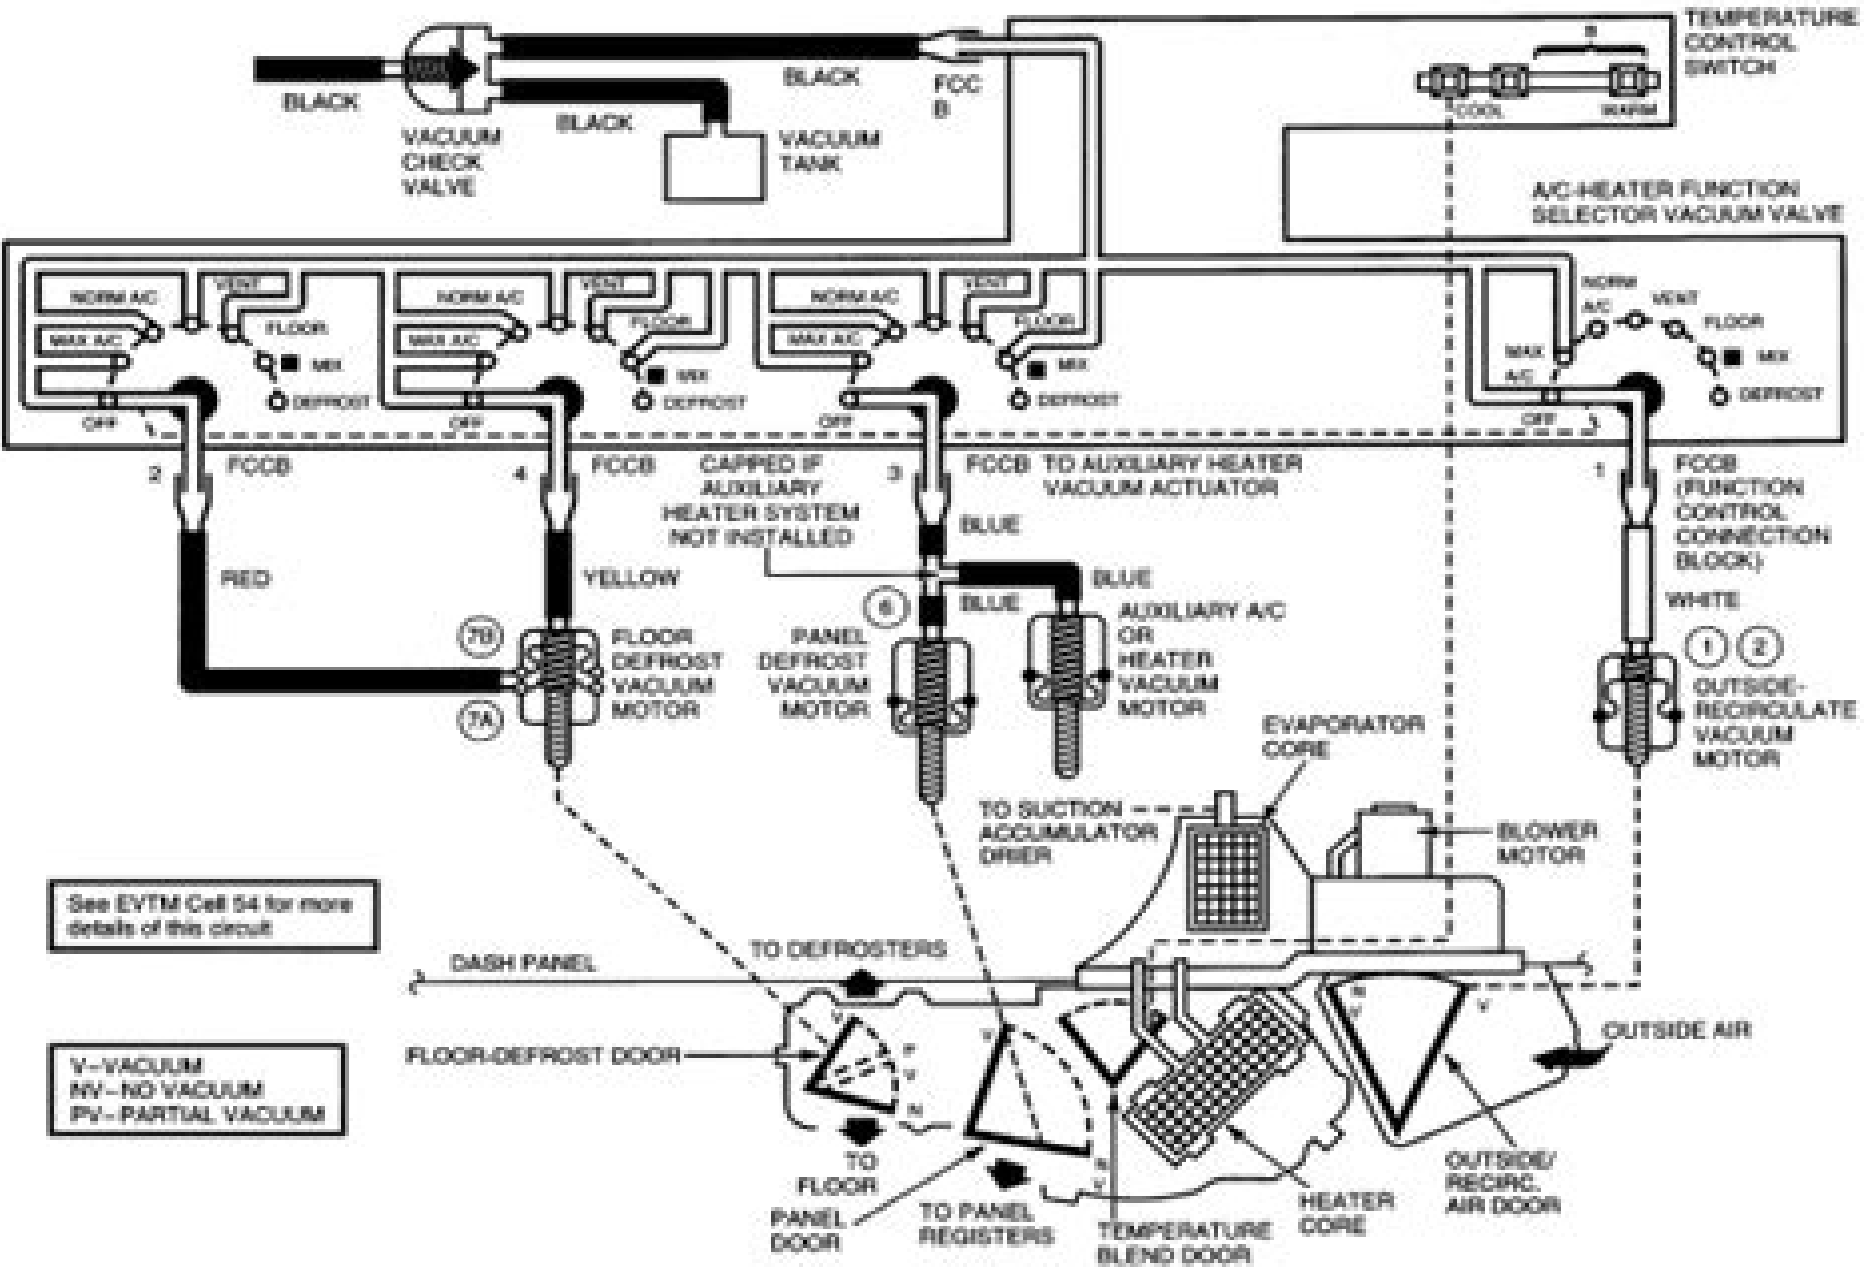 TEMPERATURE
CONTROL
SWITCH
COOL
WARM
BLACK
VACUUM
CHECK
VALVE
BLACK
BLACK
VACUUM
TANK
FCC
B
A/C-HEATER FUNCTION
SELECTOR VACUUM VALVE
NORM A/C
VENT
FLOOR
MAX A/C
MIX
DEFROST
OFF
NORM A/C
VENT
FLOOR
MAX A/C
MIX
DEFROST
OFF
NORM A/C
VENT
FLOOR
MAX A/C
MIX
DEFROST
OFF
NORM
A/C
VENT
FLOOR
MAX
A/C
MIX
DEFROST
OFF
2
FCCB
4
FCCB
CAPPED IF
AUXILIARY
HEATER SYSTEM
NOT INSTALLED
3
FCCB
TO AUXILIARY HEATER
VACUUM ACTUATOR
1
FCCB
(FUNCTION
CONTROL
CONNECTION
BLOCK)
RED
YELLOW
BLUE
BLUE
BLUE
WHITE
7B
7A
FLOOR
DEFROST
VACUUM
MOTOR
6
PANEL
DEFROST
VACUUM
MOTOR
AUXILIARY A/C
OR
HEATER
VACUUM
MOTOR
1 2
OUTSIDE-
RECIRCULATE
VACUUM
MOTOR
EVAPORATOR
CORE
TO SUCTION
ACCUMULATOR
DRIER
BLOWER
MOTOR
See EVTM Cell 54 for more
details of this circuit
DASH PANEL
TO DEFROSTERS
V
P
V
N
V
N
V
N
V
V
FLOOR-DEFROST DOOR
OUTSIDE AIR
V-VACUUM
NV-NO VACUUM
PV-PARTIAL VACUUM
TO
FLOOR
PANEL
DOOR
TO PANEL
REGISTERS
TEMPERATURE
BLEND DOOR
HEATER
CORE
OUTSIDE/
RECIRC.
AIR DOOR